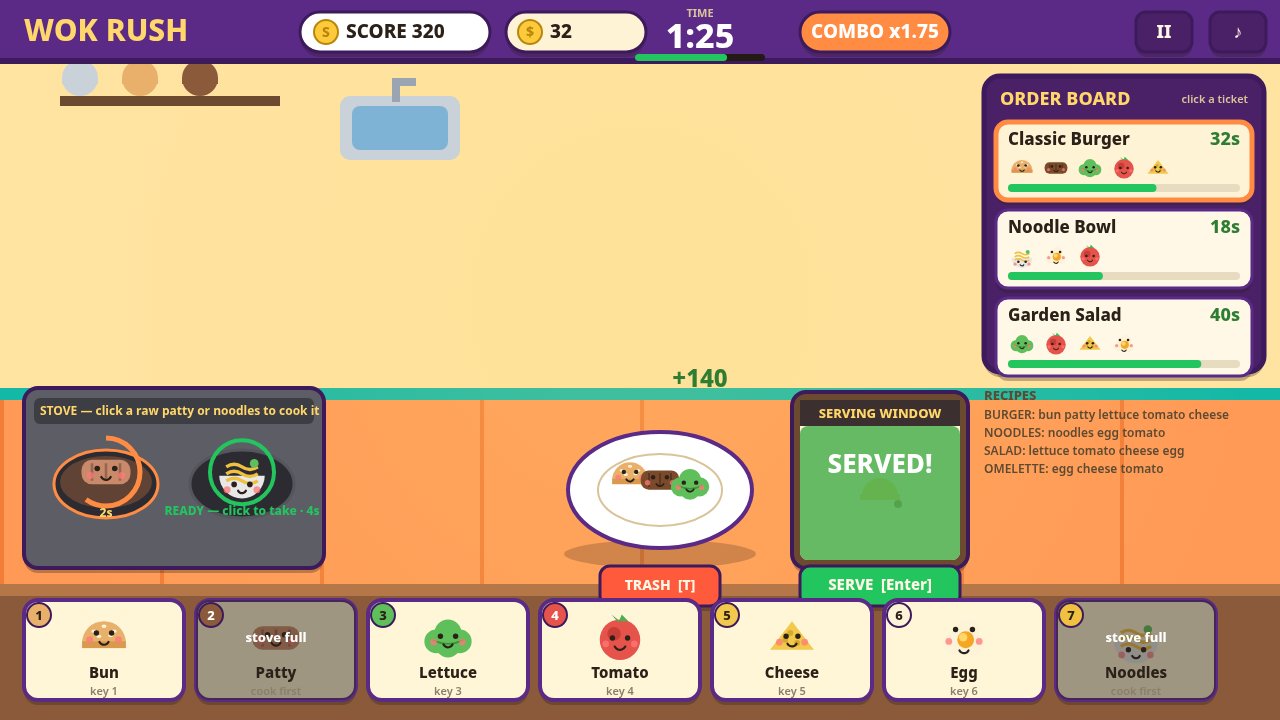 WOK RUSH
$ SCORE 320
$ 32
TIME
1:25
COMBO x1.75
II
♪
ORDER BOARD
click a ticket
Classic Burger 32s
Noodle Bowl 18s
Garden Salad 40s
+140
RECIPES
BURGER: bun patty lettuce tomato cheese
NOODLES: noodles egg tomato
SALAD: lettuce tomato cheese egg
OMELETTE: egg cheese tomato
STOVE — click a raw patty or noodles to cook it
2s
READY — click to take · 4s
SERVING WINDOW
SERVED!
TRASH [T]
SERVE [Enter]
1
Bun
key 1
2
stove full
Patty
cook first
3
Lettuce
key 3
4
Tomato
key 4
5
Cheese
key 5
6
Egg
key 6
7
stove full
Noodles
cook first